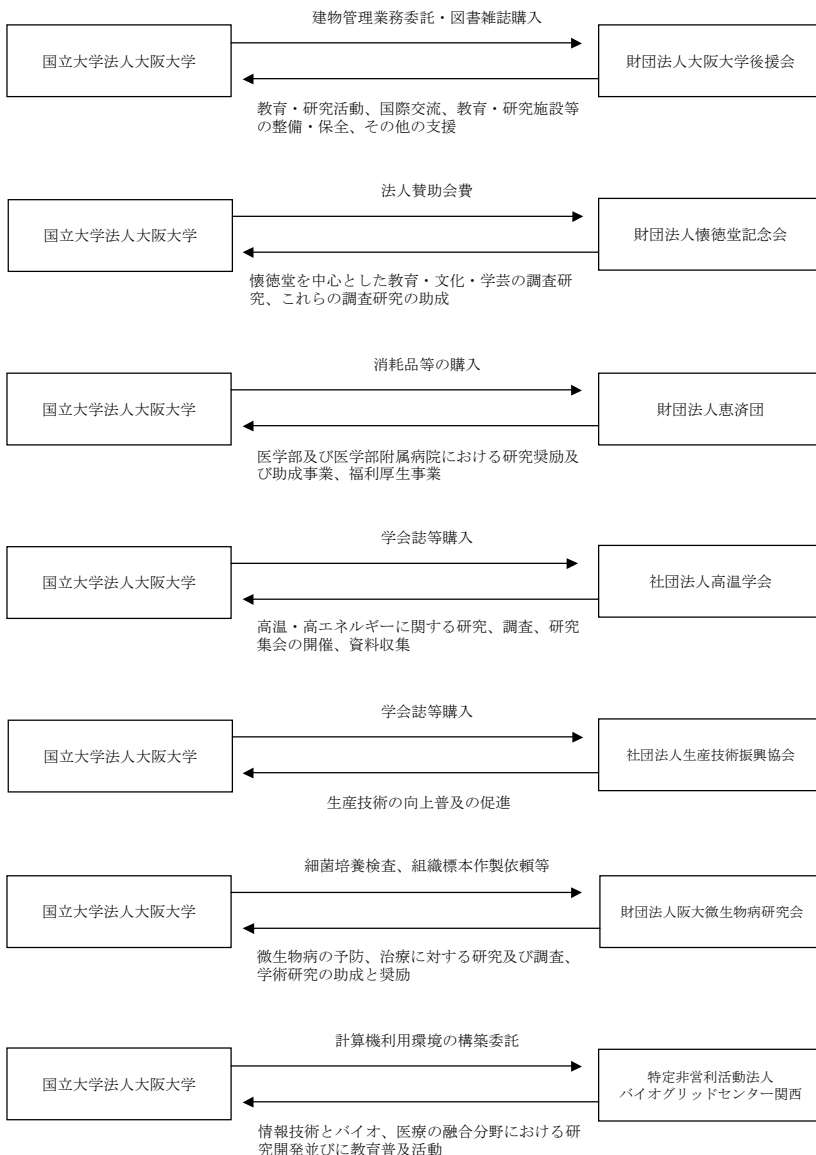 建物管理業務委託・図書雑誌購入
国立大学法人大阪大学
財団法人大阪大学後援会
教育・研究活動、国際交流、教育・研究施設等
の整備・保全、その他の支援
法人賛助会費
国立大学法人大阪大学
財団法人懐徳堂記念会
懐徳堂を中心とした教育・文化・学芸の調査研
究、これらの調査研究の助成
消耗品等の購入
国立大学法人大阪大学
財団法人恵済団
医学部及び医学部附属病院における研究奨励及
び助成事業、福利厚生事業
学会誌等購入
国立大学法人大阪大学
社団法人高温学会
高温・高エネルギーに関する研究、調査、研究
集会の開催、資料収集
学会誌等購入
国立大学法人大阪大学
社団法人生産技術振興協会
生産技術の向上普及の促進
細菌培養検査、組織標本作製依頼等
国立大学法人大阪大学
財団法人阪大微生物病研究会
微生物病の予防、治療に対する研究及び調査、
学術研究の助成と奨励
計算機利用環境の構築委託
国立大学法人大阪大学
特定非営利活動法人
バイオグリッドセンター関西
情報技術とバイオ、医療の融合分野における研
究開発並びに教育普及活動